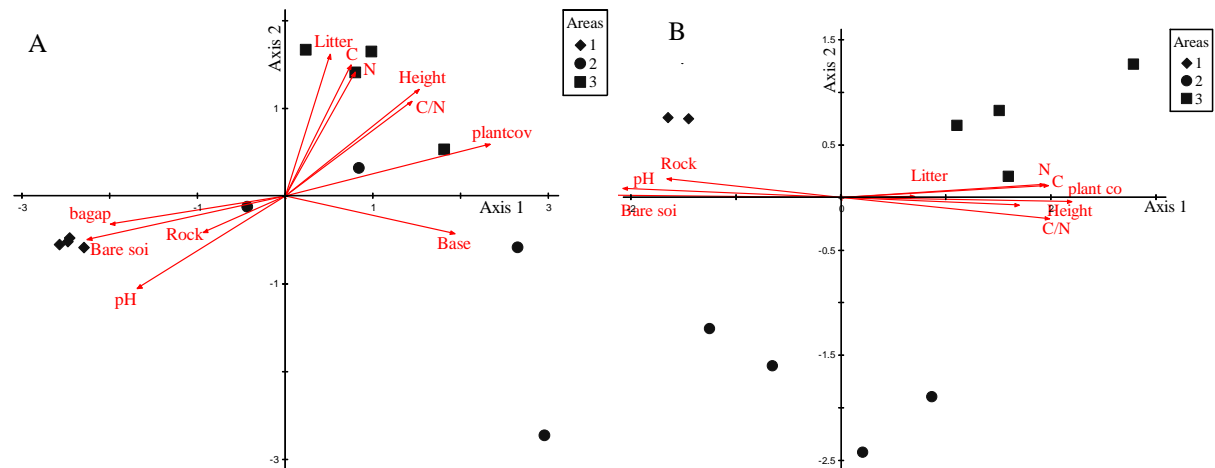 A
Axis 2
Areas
1
2
3
Litter
C
N
Height
C/N
plantcov
1
-3
-1
1
3
Axis 1
bagap
Bare soi
Rock
Base
pH
-1
-3
B
Axis 2
1.5
Areas
1
2
3
0.5
Rock
pH
Litter
N
C
plant co
Bare soi
-2
0
Axis 1
Height
C/N
-0.5
-1.5
-2.5